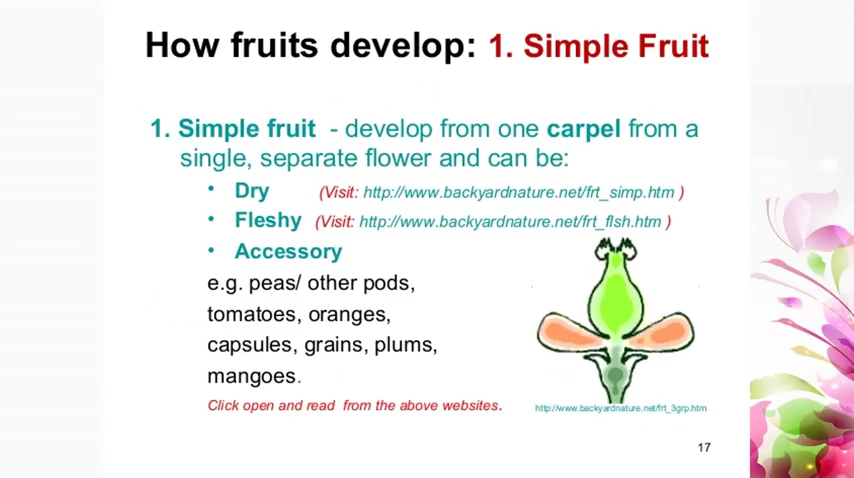 How fruits develop: 1. Simple Fruit
1. Simple fruit - develop from one carpel from a
single, separate flower and can be:
• Dry (Visit: http://www.backyardnature.net/frt_simp.htm )
• Fleshy (Visit: http://www.backyardnature.net/frt_flsh.htm )
• Accessory
e.g. peas/ other pods,
tomatoes, oranges,
capsules, grains, plums,
mangoes.
Click open and read from the above websites.
http://www.backyardnature.net/frt_3grp.htm
17